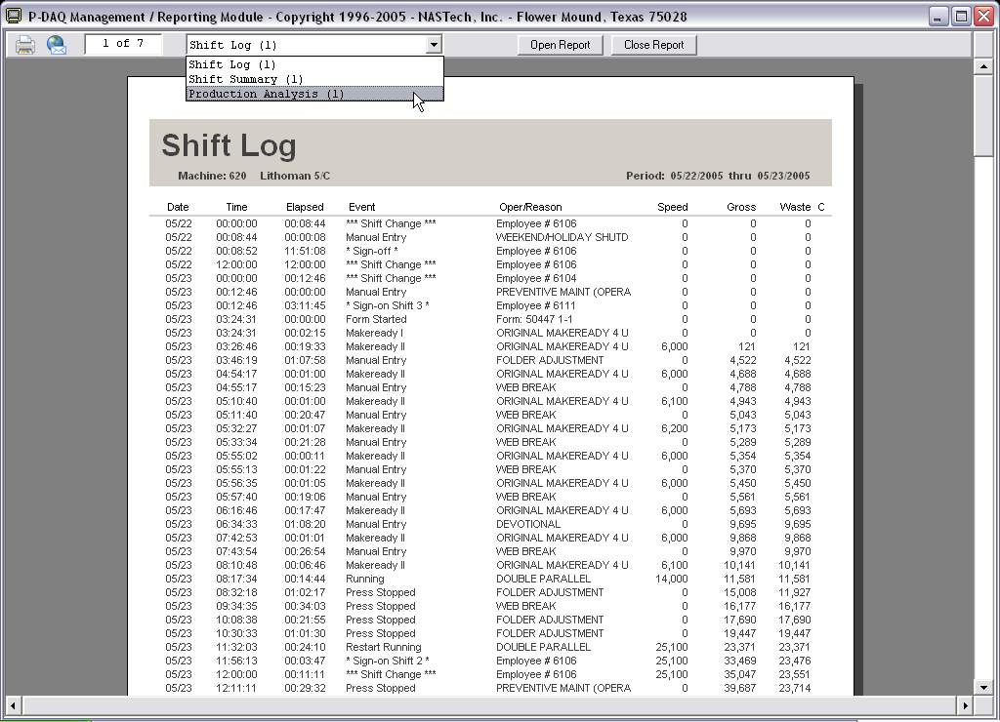 P-DAQ Management / Reporting Module - Copyright 1996-2005 - NASTech, Inc. - Flower Mound, Texas 75028
1 of 7 Shift Log (1) Open Report Close Report
Shift Log (1)
Shift Summary (1)
Production Analysis (1)
Shift Log
Machine: 620 Lithoman 5/C Period: 05/22/2005 thru 05/23/2005
Date Time Elapsed Event Oper/Reason Speed Gross Waste C
05/22 00:00:00 00:08:44 *** Shift Change *** Employee # 6106 0 0 0
05/22 00:08:44 00:00:08 Manual Entry WEEKEND/HOLIDAY SHUTD 0 0 0
05/22 00:08:52 11:51:08 * Sign-off * Employee # 6106 0 0 0
05/22 12:00:00 12:00:00 *** Shift Change *** Employee # 6106 0 0 0
05/23 00:00:00 00:12:46 *** Shift Change *** Employee # 6104 0 0 0
05/23 00:12:46 00:00:00 Manual Entry PREVENTIVE MAINT (OPERA 0 0 0
05/23 00:12:46 03:11:45 * Sign-on Shift 3 * Employee # 6111 0 0 0
05/23 03:24:31 00:00:00 Form Started Form: 50447 1-1 0 0 0
05/23 03:24:31 00:02:15 Makeready I ORIGINAL MAKEREADY 4 U 0 0 0
05/23 03:26:46 00:19:33 Makeready II ORIGINAL MAKEREADY 4 U 6,000 121 121
05/23 03:46:19 01:07:58 Manual Entry FOLDER ADJUSTMENT 0 4,522 4,522
05/23 04:54:17 00:01:00 Makeready II ORIGINAL MAKEREADY 4 U 6,000 4,688 4,688
05/23 04:55:17 00:15:23 Manual Entry WEB BREAK 0 4,788 4,788
05/23 05:10:40 00:01:00 Makeready II ORIGINAL MAKEREADY 4 U 6,100 4,943 4,943
05/23 05:11:40 00:20:47 Manual Entry WEB BREAK 0 5,043 5,043
05/23 05:32:27 00:01:07 Makeready II ORIGINAL MAKEREADY 4 U 6,200 5,173 5,173
05/23 05:33:34 00:21:28 Manual Entry WEB BREAK 0 5,289 5,289
05/23 05:55:02 00:00:11 Makeready II ORIGINAL MAKEREADY 4 U 6,000 5,354 5,354
05/23 05:55:13 00:01:22 Manual Entry WEB BREAK 0 5,370 5,370
05/23 05:56:35 00:01:05 Makeready II ORIGINAL MAKEREADY 4 U 6,000 5,450 5,450
05/23 05:57:40 00:19:06 Manual Entry WEB BREAK 0 5,561 5,561
05/23 06:16:46 00:17:47 Makeready II ORIGINAL MAKEREADY 4 U 6,000 5,693 5,693
05/23 06:34:33 01:08:20 Manual Entry DEVOTIONAL 0 9,695 9,695
05/23 07:42:53 00:01:01 Makeready II ORIGINAL MAKEREADY 4 U 6,000 9,868 9,868
05/23 07:43:54 00:26:54 Manual Entry WEB BREAK 0 9,970 9,970
05/23 08:10:48 00:06:46 Makeready II ORIGINAL MAKEREADY 4 U 6,100 10,141 10,141
05/23 08:17:34 00:14:44 Running DOUBLE PARALLEL 14,000 11,581 11,581
05/23 08:32:18 01:02:17 Press Stopped FOLDER ADJUSTMENT 0 15,008 11,927
05/23 09:34:35 00:34:03 Press Stopped WEB BREAK 0 16,177 16,177
05/23 10:08:38 00:21:55 Press Stopped FOLDER ADJUSTMENT 0 17,690 17,690
05/23 10:30:33 01:01:30 Press Stopped FOLDER ADJUSTMENT 0 19,447 19,447
05/23 11:32:03 00:24:10 Restart Running DOUBLE PARALLEL 25,100 23,371 23,371
05/23 11:56:13 00:03:47 * Sign-on Shift 2 * Employee # 6106 25,100 33,469 23,476
05/23 12:00:00 00:11:11 *** Shift Change *** Employee # 6106 25,100 35,047 23,551
05/23 12:11:11 00:29:32 Press Stopped PREVENTIVE MAINT (OPERA 0 39,687 23,714